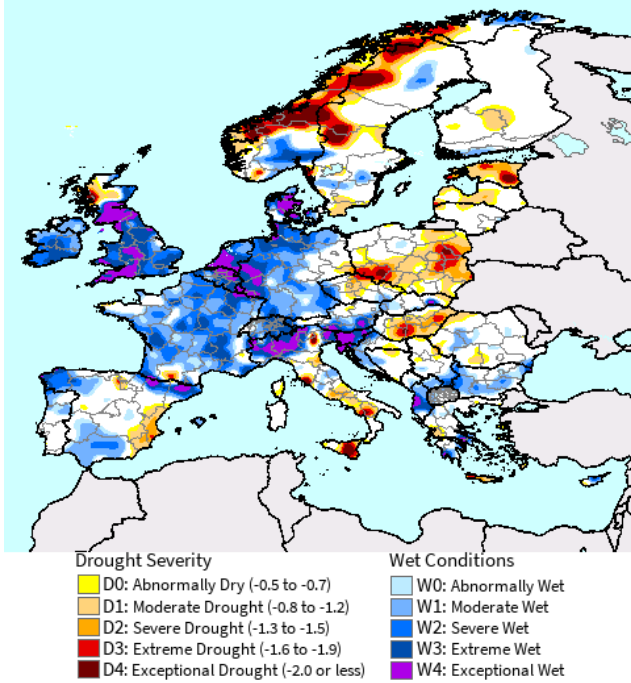 Drought Severity
D0: Abnormally Dry (-0.5 to -0.7)
D1: Moderate Drought (-0.8 to -1.2)
D2: Severe Drought (-1.3 to -1.5)
D3: Extreme Drought (-1.6 to -1.9)
D4: Exceptional Drought (-2.0 or less)
Wet Conditions
W0: Abnormally Wet
W1: Moderate Wet
W2: Severe Wet
W3: Extreme Wet
W4: Exceptional Wet